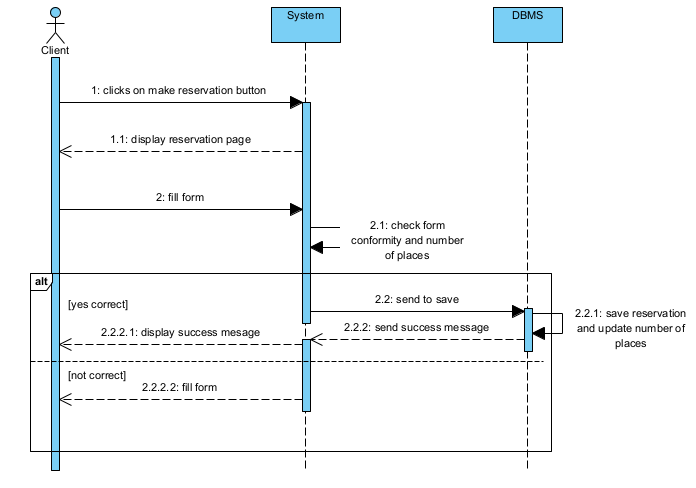 System
DBMS
Client
1: clicks on make reservation button
1.1: display reservation page
2: fill form
2.1: check form
conformity and number
of places
alt
[yes correct]
2.2: send to save
2.2.1: save reservation
and update number of
places
2.2.2: send success message
2.2.2.1: display success mesage
[not correct]
2.2.2.2: fill form